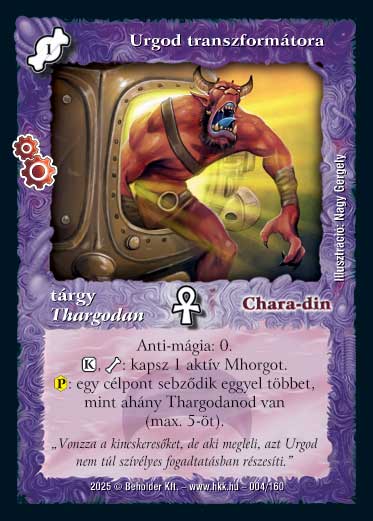 1
Urgod transzformátora
Illusztráció: Nagy Gergely
tárgy
Thargodan
Chara-din
Anti-mágia: 0.
K, : kapsz 1 aktív Mhorgot.
P: egy célpont sebződik eggyel többet,
mint ahány Thargodanod van
(max. 5-öt).
„Vonzza a kincskeresőket, de aki megleli, azt Urgod
nem túl szívélyes fogadtatásban részesíti.”
2025 © Beholder Kft. – www.hkk.hu – 004/160